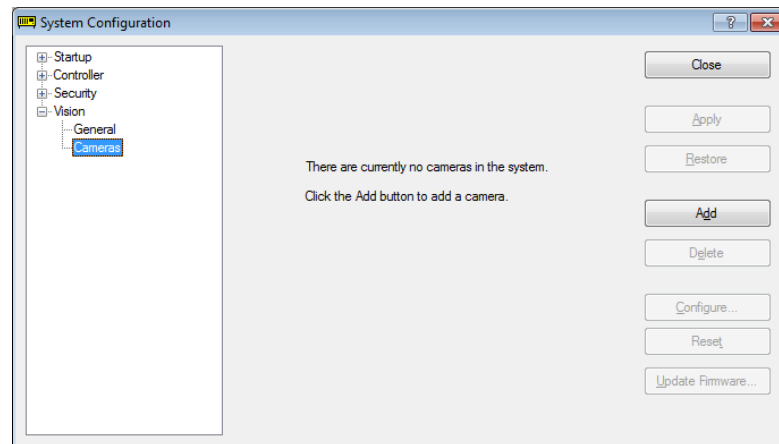 System Configuration
Startup
Controller
Security
Vision
General
Cameras
There are currently no cameras in the system.
Click the Add button to add a camera.
Close
Apply
Restore
Add
Delete
Configure...
Reset
Update Firmware...